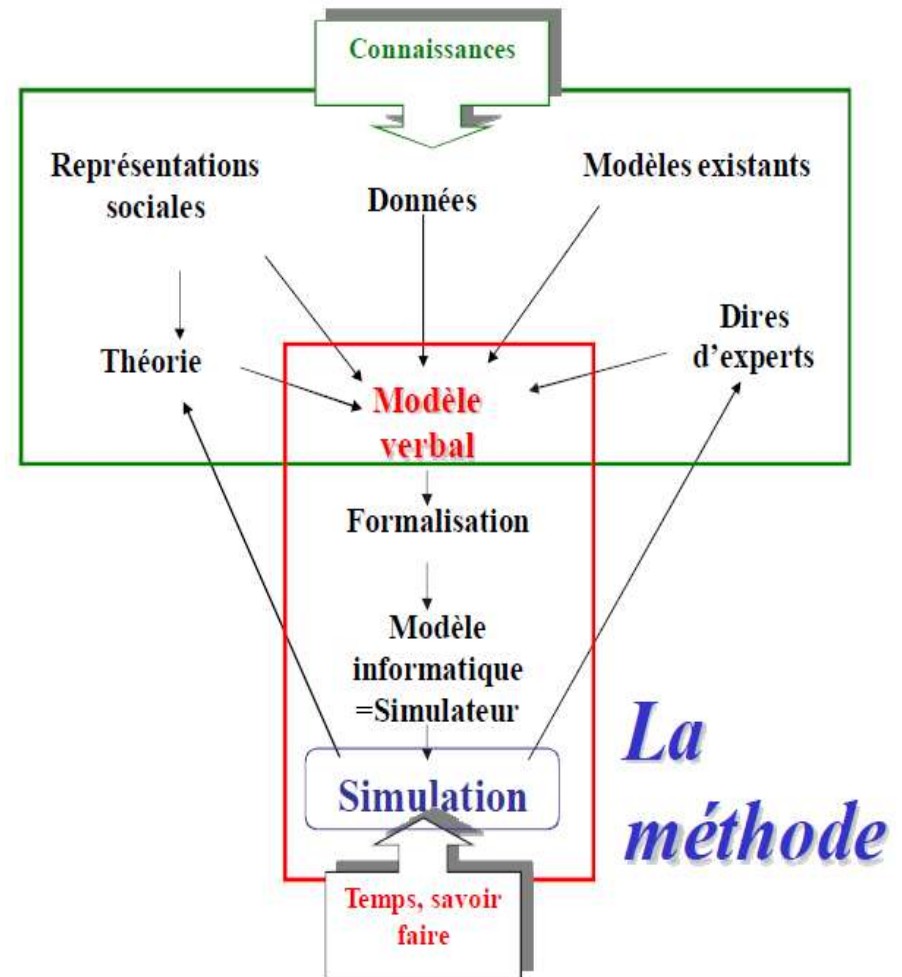 Connaissances
Représentations
sociales
Données
Modèles existants
Théorie
Dires
d’experts
Modèle
verbal
Formalisation
Modèle
informatique
=Simulateur
Simulation
La
méthode
Temps, savoir
faire